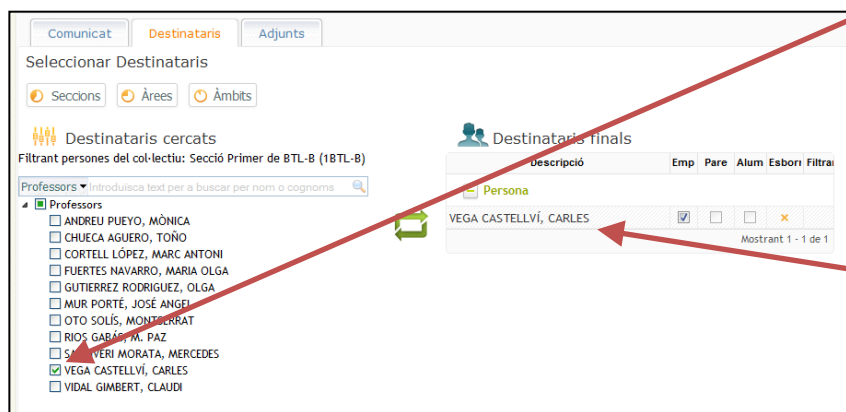 Comunicat Destinataris Adjunts
Seleccionar Destinataris
Seccions Àrees Àmbits
Destinataris cercats
Filtrant persones del col·lectiu: Secció Primer de BTL-B (1BTL-B)
Professors Introduïsca text per a buscar per nom o cognoms
Professors
ANDREU PUEYO, MÒNICA
CHUECA AGUERO, TOÑO
CORTELL LÓPEZ, MARC ANTONI
FUERTES NAVARRO, MARIA OLGA
GUTIERREZ RODRIGUEZ, OLGA
MUR PORTÉ, JOSÉ ANGEL
OTO SOLÍS, MONTSERRAT
RIOS GABÁS, M. PAZ
MORATA, MERCEDES
VEGA CASTELLVÍ, CARLES
VIDAL GIMBERT, CLAUDI
Destinataris finals
Descripció Emp Pare Alum Esbori Filtrar
Persona
VEGA CASTELLVÍ, CARLES
Mostrant 1 - 1 de 1